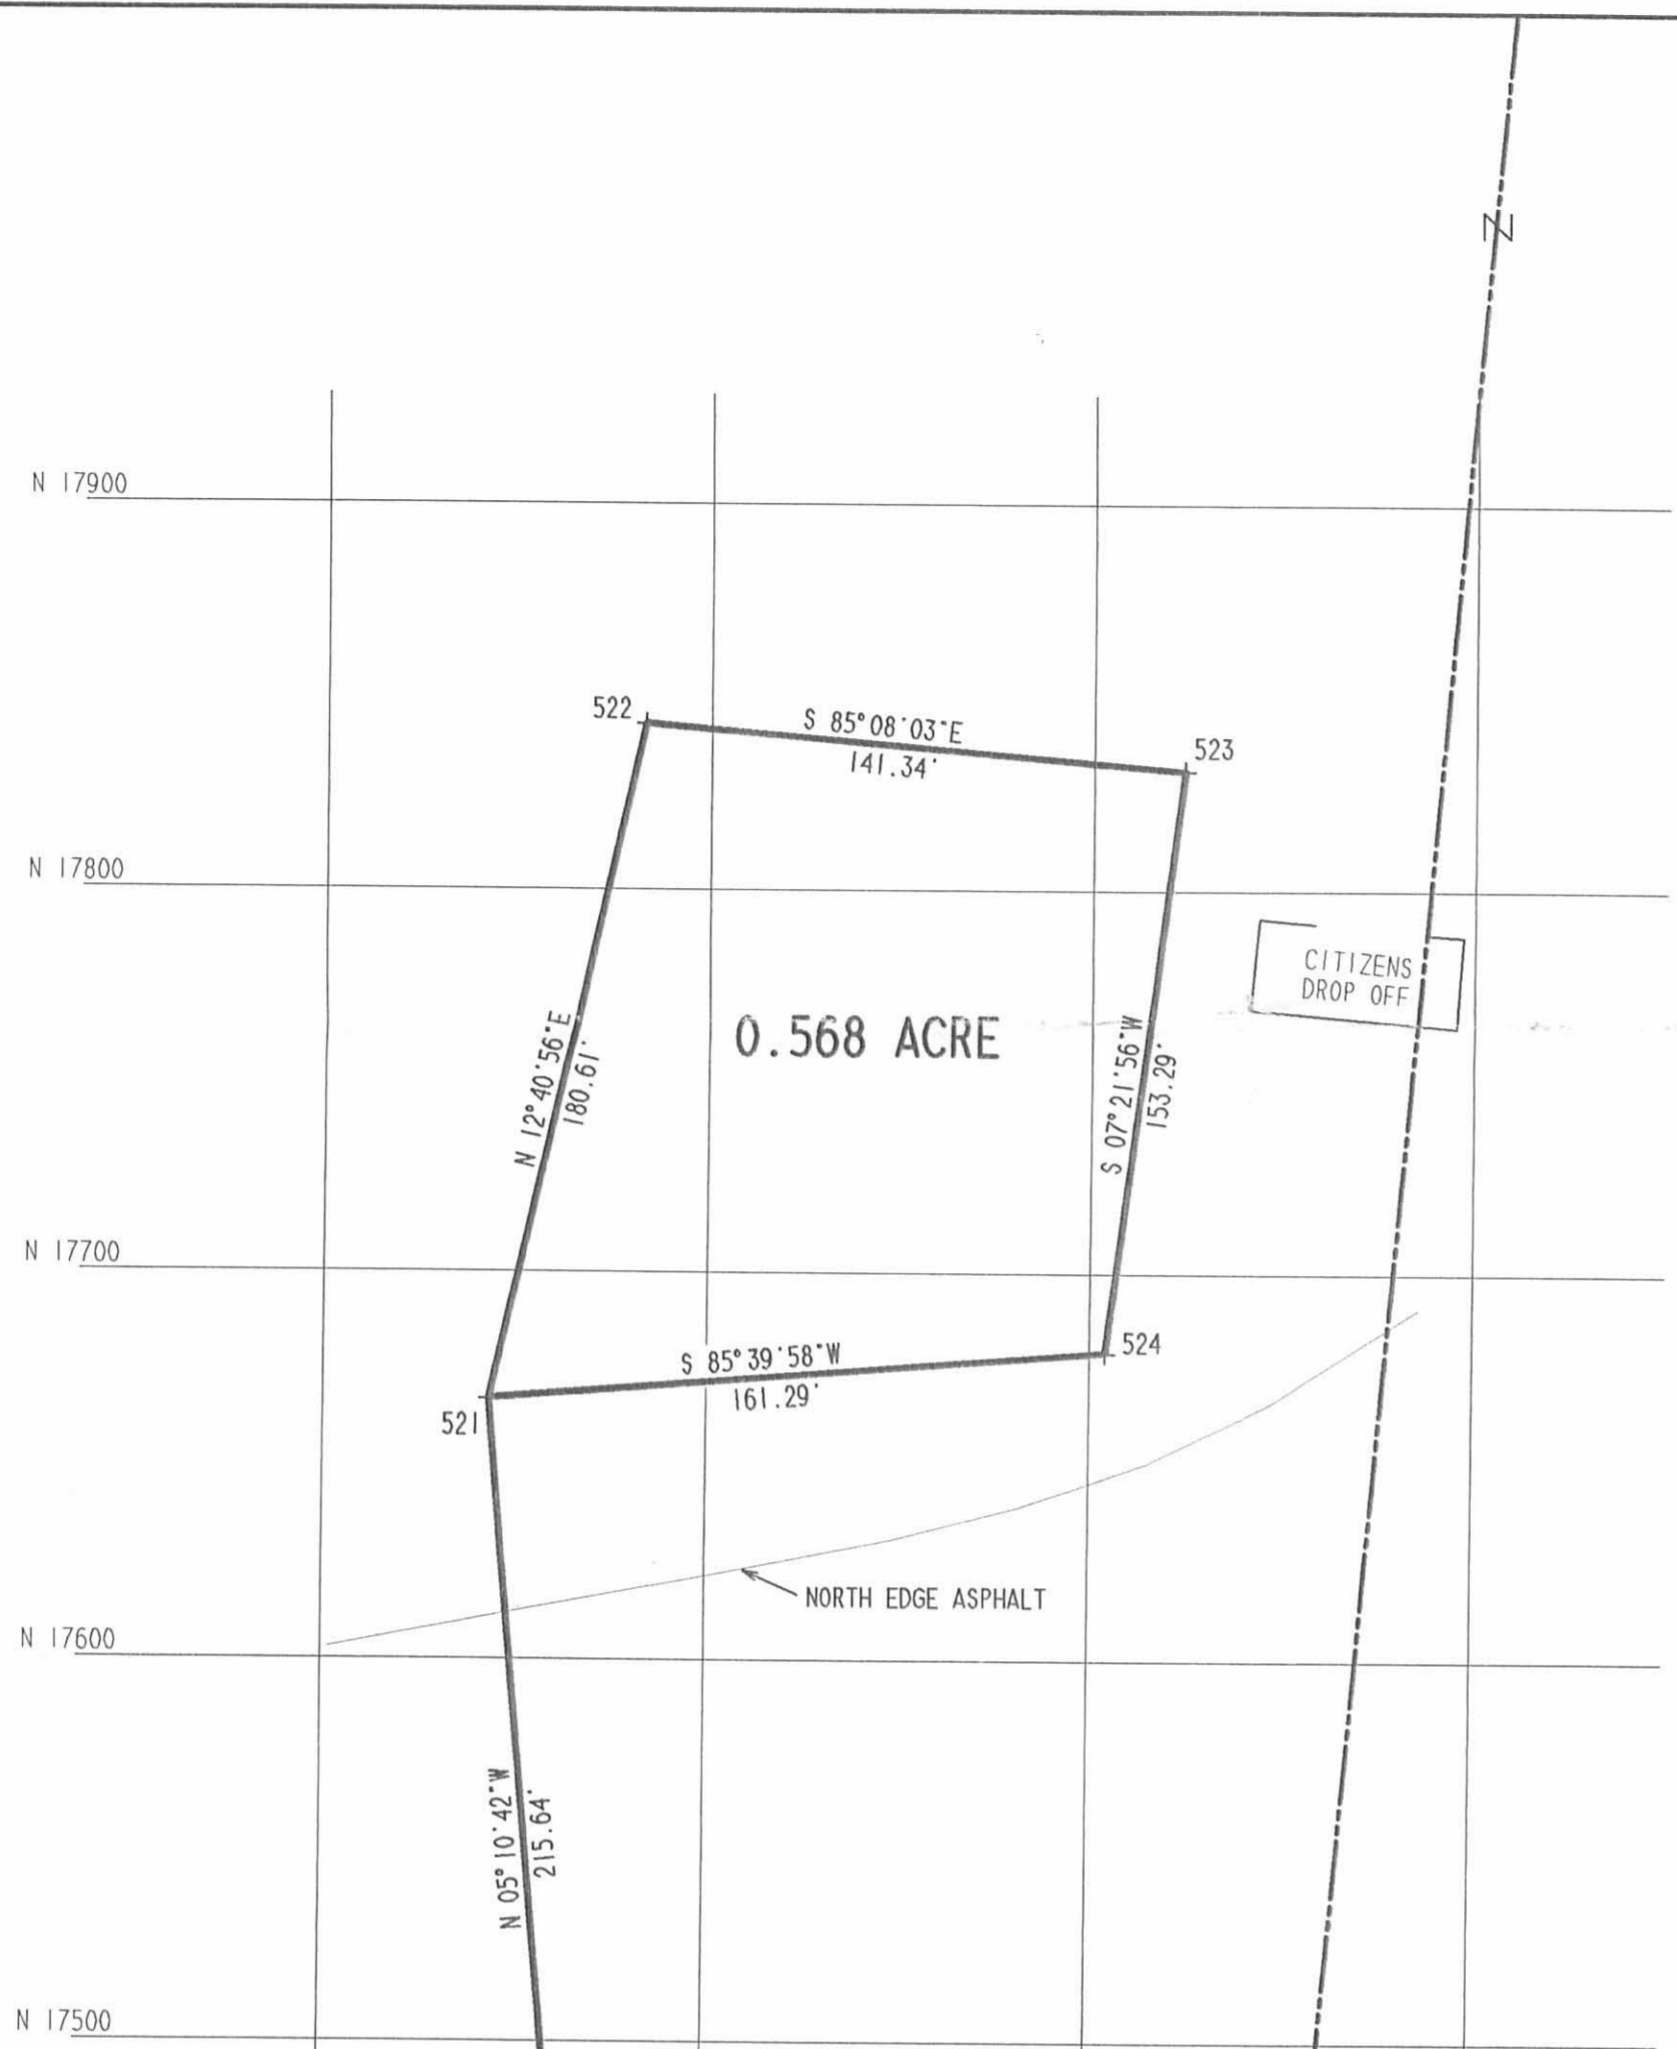 N
N 17900
522
S 85°08'03"E
141.34'
523
N 17800
CITIZENS
DROP OFF
0.568 ACRE
N 12°40'56"E
180.61'
S 07°21'56"W
153.29'
N 17700
524
S 85°39'58"W
161.29'
521
NORTH EDGE ASPHALT
N 17600
N 05°10'42"W
215.64'
N 17500